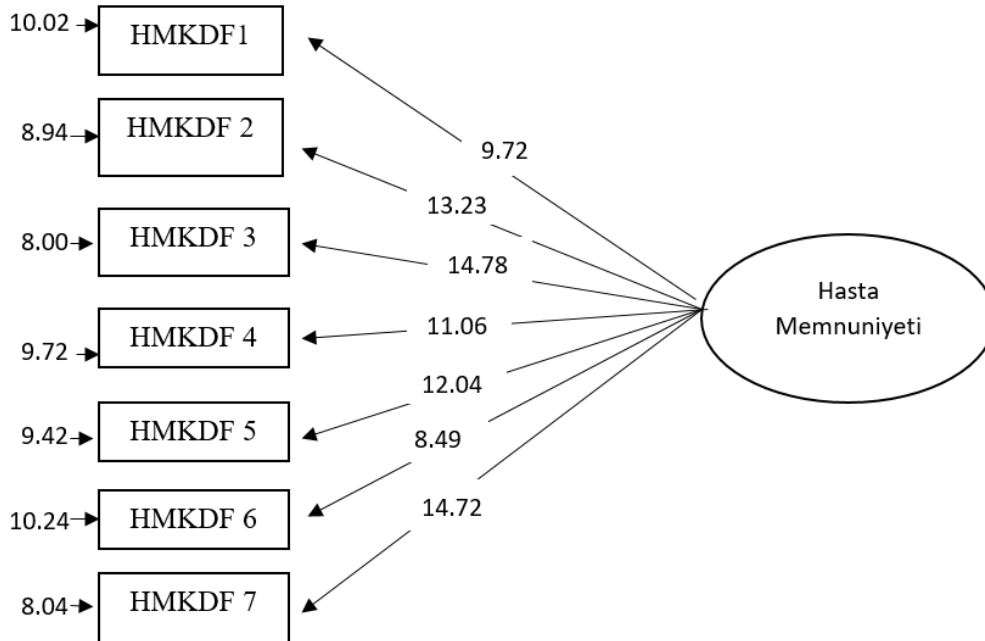 10.02
HMKDF1
8.94
HMKDF 2
9.72
13.23
8.00
HMKDF 3
14.78
Hasta
Memnuniyeti
9.72
HMKDF 4
11.06
12.04
9.42
HMKDF 5
8.49
10.24
HMKDF 6
14.72
8.04
HMKDF 7